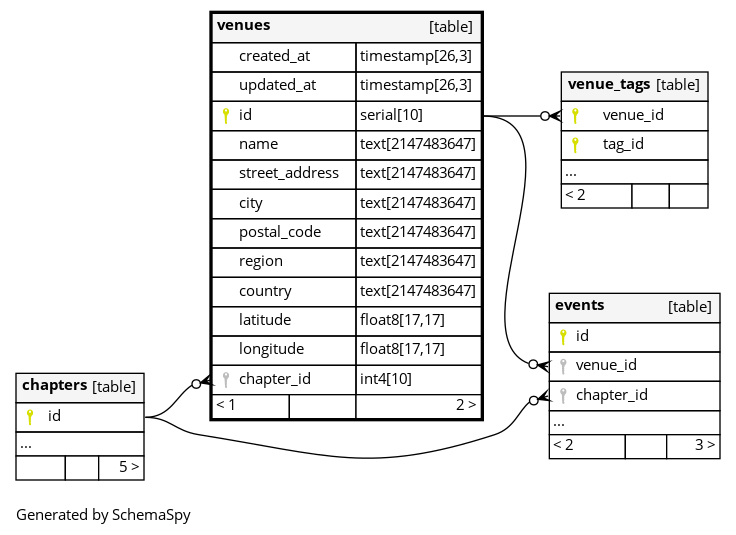 venues [table]
created_at timestamp[26,3]
updated_at timestamp[26,3]
id serial[10]
name text[2147483647]
street_address text[2147483647]
city text[2147483647]
postal_code text[2147483647]
region text[2147483647]
country text[2147483647]
latitude float8[17,17]
longitude float8[17,17]
chapter_id int4[10]
< 1 2 >
venue_tags [table]
venue_id
tag_id
...
< 2
events [table]
id
venue_id
chapter_id
...
< 2 3 >
chapters [table]
id
...
5 >
Generated by SchemaSpy